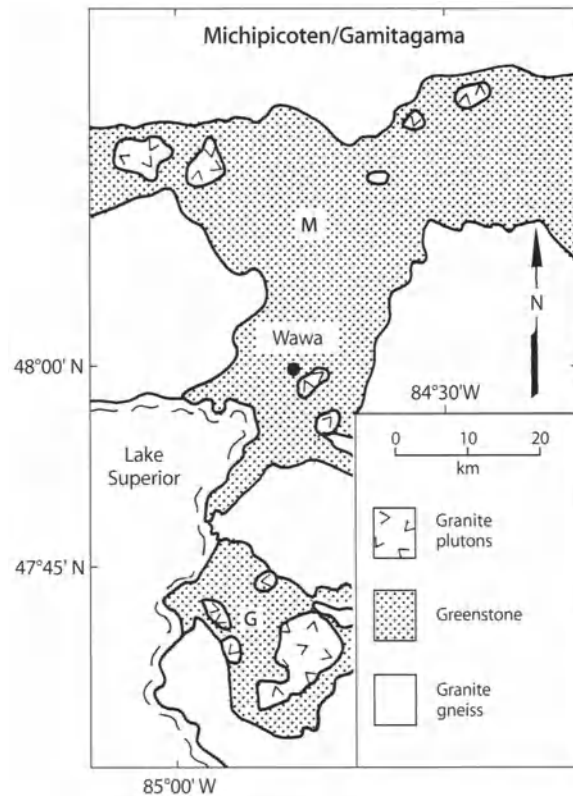 Michipicoten/Gamitagama
M
N
Wawa
48°00' N
84°30'W
0 10 20
km
Lake
Superior
Granite
plutons
47°45' N
Greenstone
G
Granite
gneiss
85°00' W